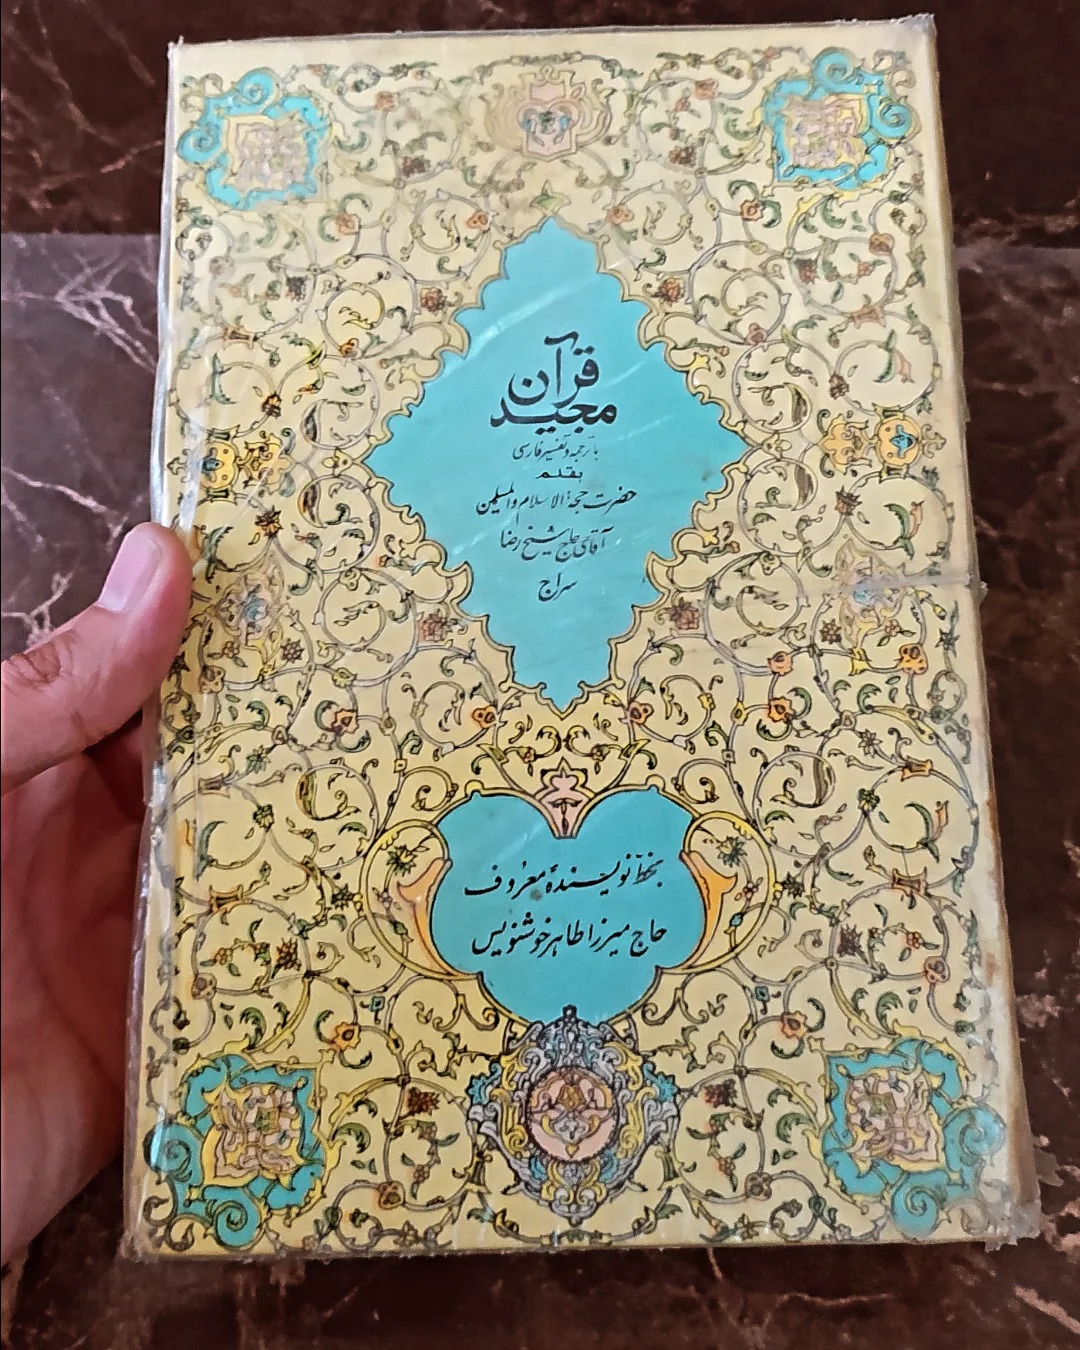 قرآن
مجید
با ترجمه و تفسیر فارسی
بقلم
حضرت حجة الاسلام والمسلمین
آقای حاج شیخ رضا
سراج
بخط نویسندهٔ معروف
حاج میرزا طاهر خوشنویس